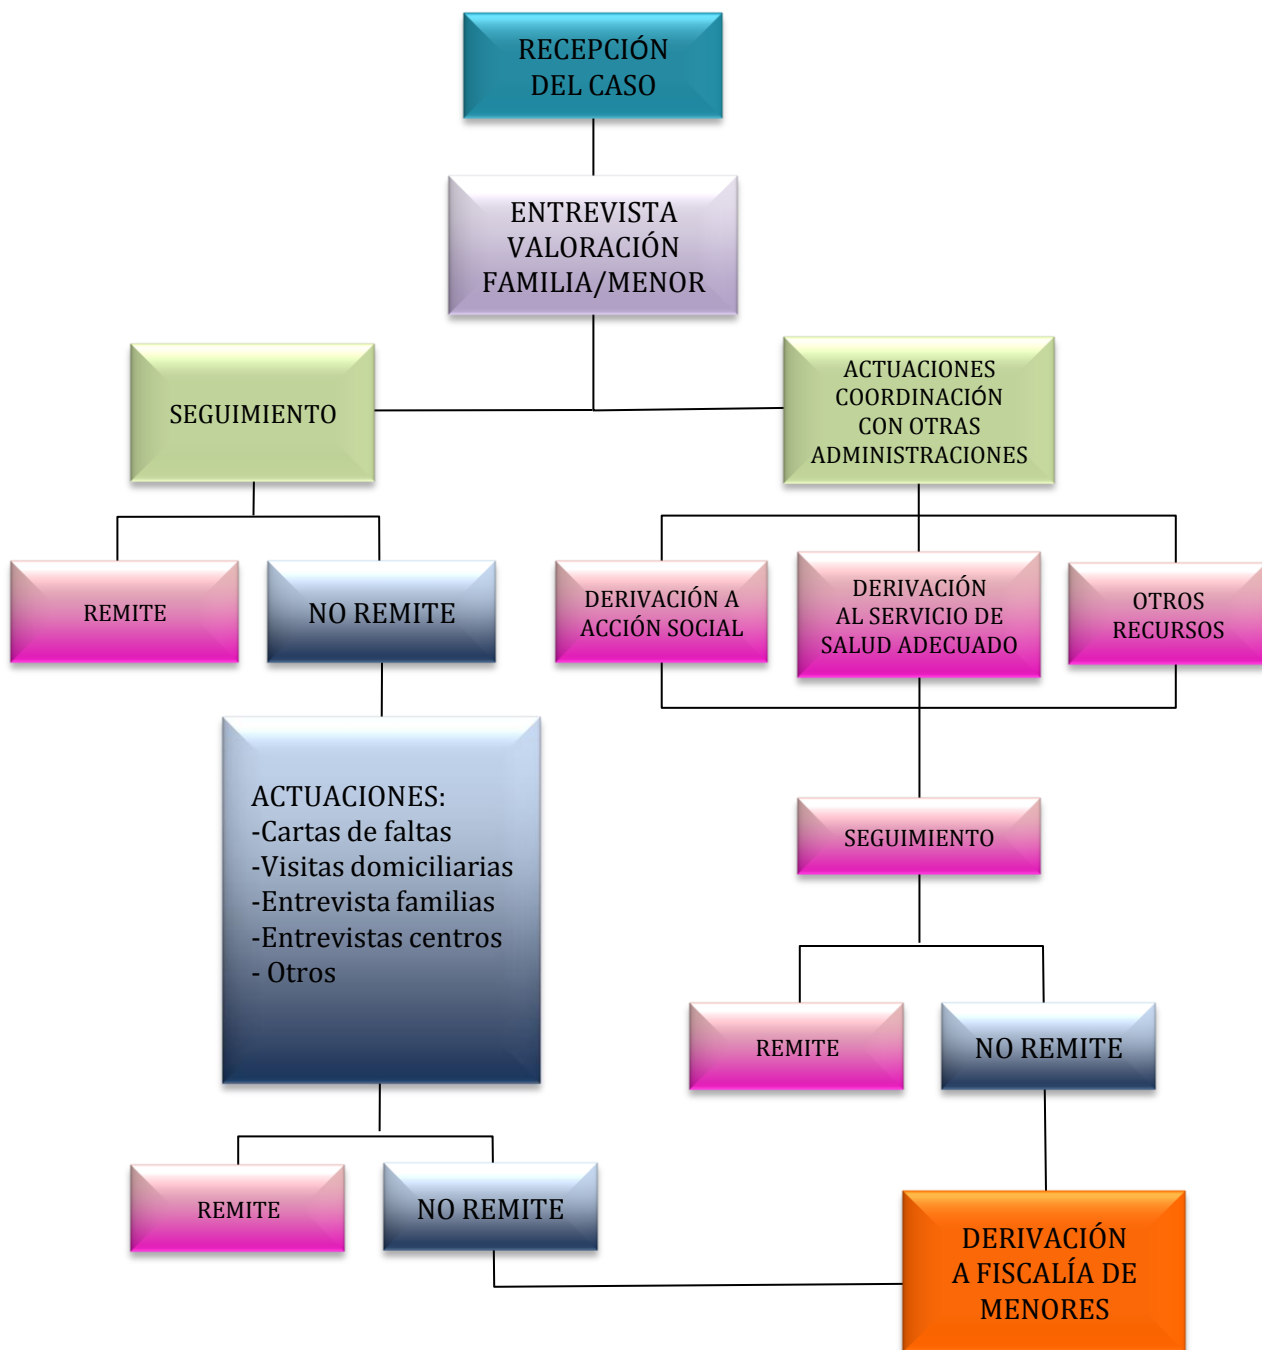 RECEPCIÓN
DEL CASO
ENTREVISTA
VALORACIÓN
FAMILIA/MENOR
SEGUIMIENTO
ACTUACIONES
COORDINACIÓN
CON OTRAS
ADMINISTRACIONES
REMITE
NO REMITE
DERIVACIÓN A
ACCIÓN SOCIAL
DERIVACIÓN
AL SERVICIO DE
SALUD ADECUADO
OTROS
RECURSOS
ACTUACIONES:
-Cartas de faltas
-Visitas domiciliarias
-Entrevista familias
-Entrevistas centros
- Otros
SEGUIMIENTO
REMITE
NO REMITE
REMITE
NO REMITE
DERIVACIÓN
A FISCALÍA DE
MENORES